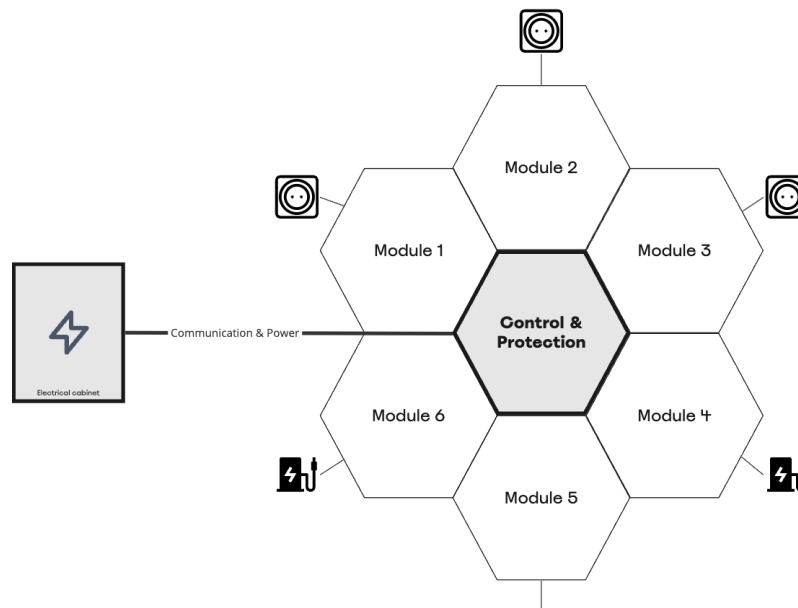 Module 2
Module 1
Module 3
Communication & Power
Control &
Protection
Electrical cabinet
Module 6
Module 4
Module 5